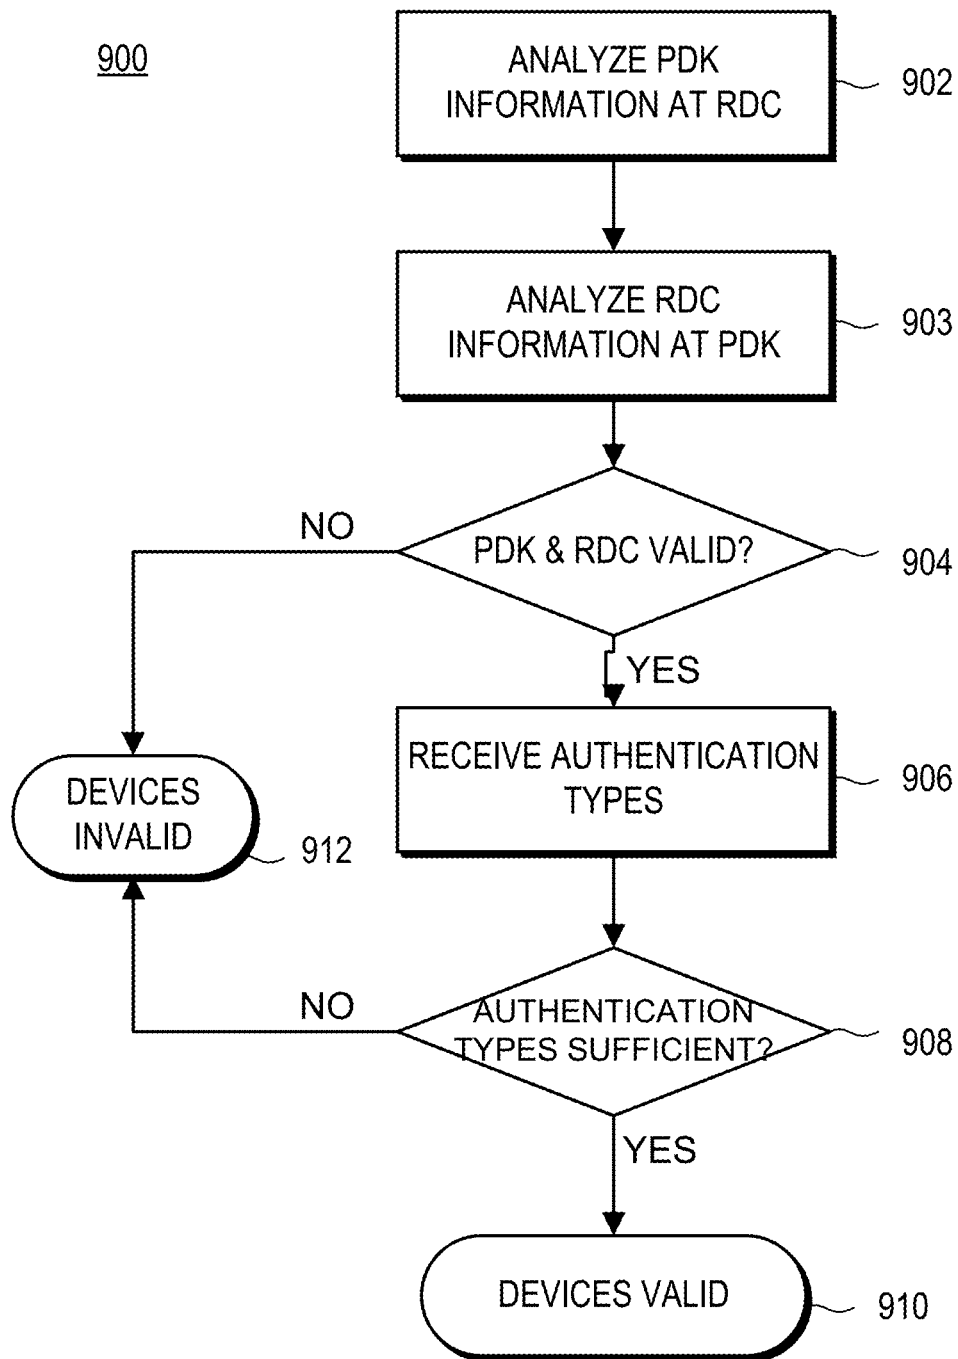 900
ANALYZE PDK
INFORMATION AT RDC
902
ANALYZE RDC
INFORMATION AT PDK
903
NO
PDK & RDC VALID?
904
YES
RECEIVE AUTHENTICATION
TYPES
906
DEVICES
INVALID
912
NO
AUTHENTICATION
TYPES SUFFICIENT?
908
YES
DEVICES VALID
910